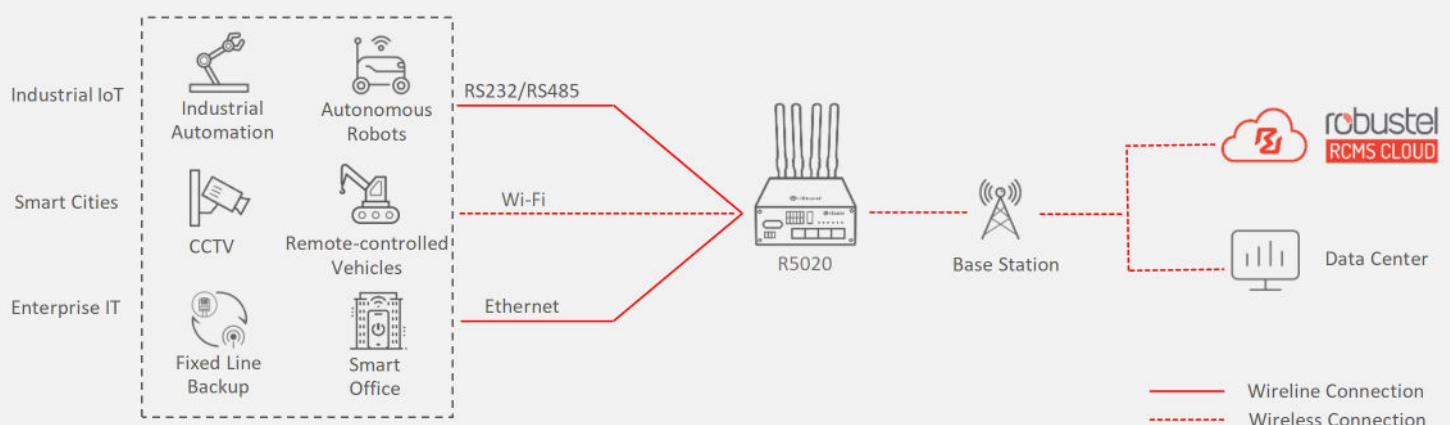 Industrial IoT
Industrial
Automation
Autonomous
Robots
RS232/RS485
Smart Cities
CCTV
Remote-controlled
Vehicles
Wi-Fi
Enterprise IT
Fixed Line
Backup
Smart
Office
Ethernet
R5020
Base Station
robustel
RCMS CLOUD
Data Center
Wireline Connection
Wireless Connection